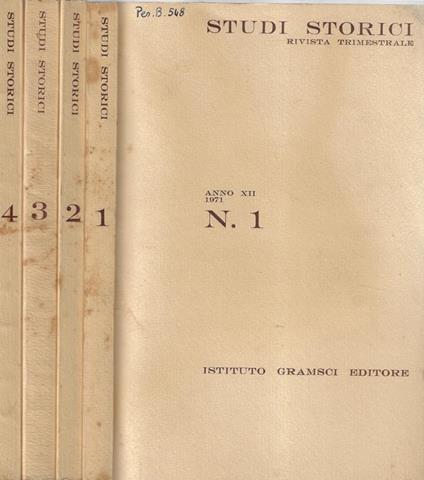 STUDI STORICI
4
STUDI STORICI
3
STUDI STORICI
2
STUDI STORICI
1
Per. B. 548
STUDI STORICI
RIVISTA TRIMESTRALE
ANNO XII
1971
N. 1
ISTITUTO GRAMSCI EDITORE